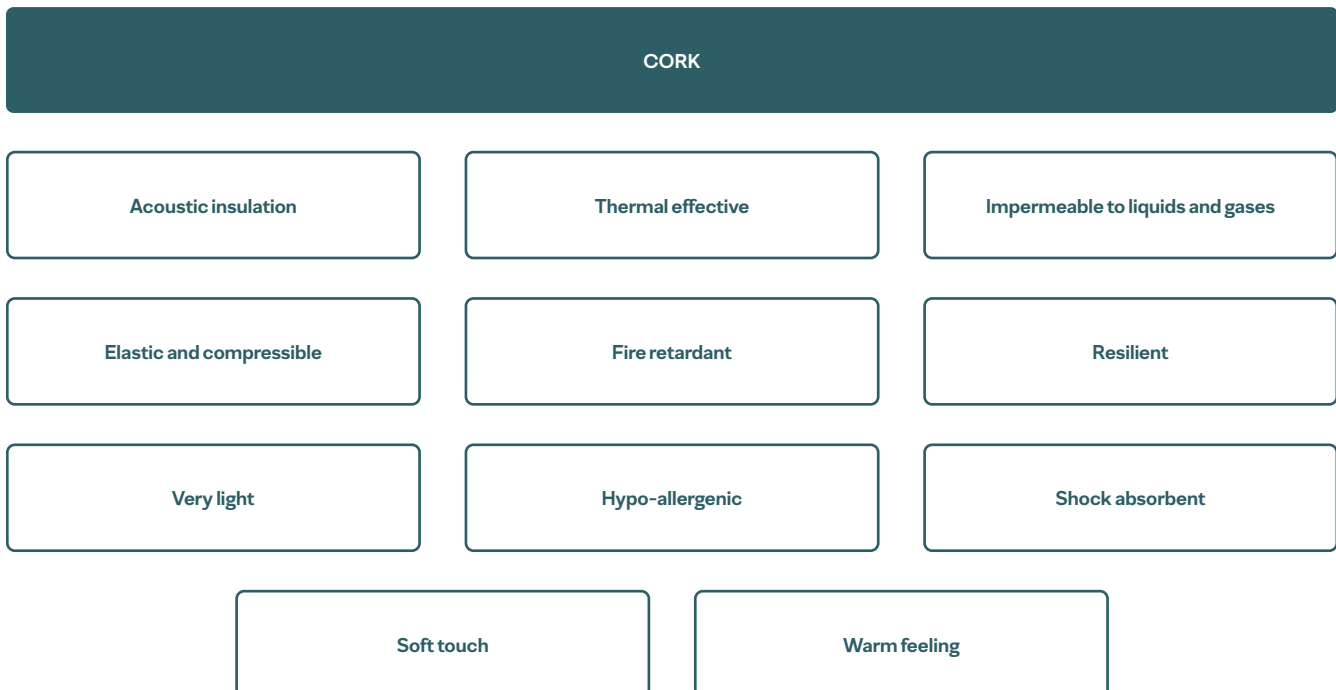 CORK
Acoustic insulation
Thermal effective
Impermeable to liquids and gases
Elastic and compressible
Fire retardant
Resilient
Very light
Hypo-allergenic
Shock absorbent
Soft touch
Warm feeling